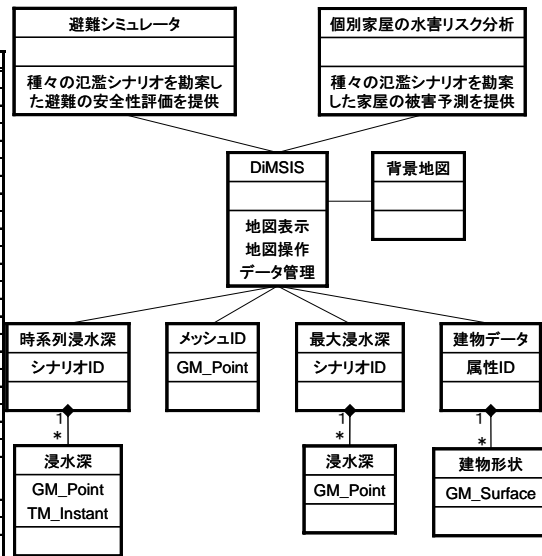 避難シミュレータ
種々の氾濫シナリオを勘案し
た避難の安全性評価を提供
個別家屋の水害リスク分析
種々の氾濫シナリオを勘案
した家屋の被害予測を提供
DiMSIS
地図表示
地図操作
データ管理
背景地図
時系列浸水深
シナリオID
メッシュID
GM_Point
最大浸水深
シナリオID
建物データ
属性ID
1
*
1
*
1
*
浸水深
GM_Point
TM_Instant
浸水深
GM_Point
建物形状
GM_Surface